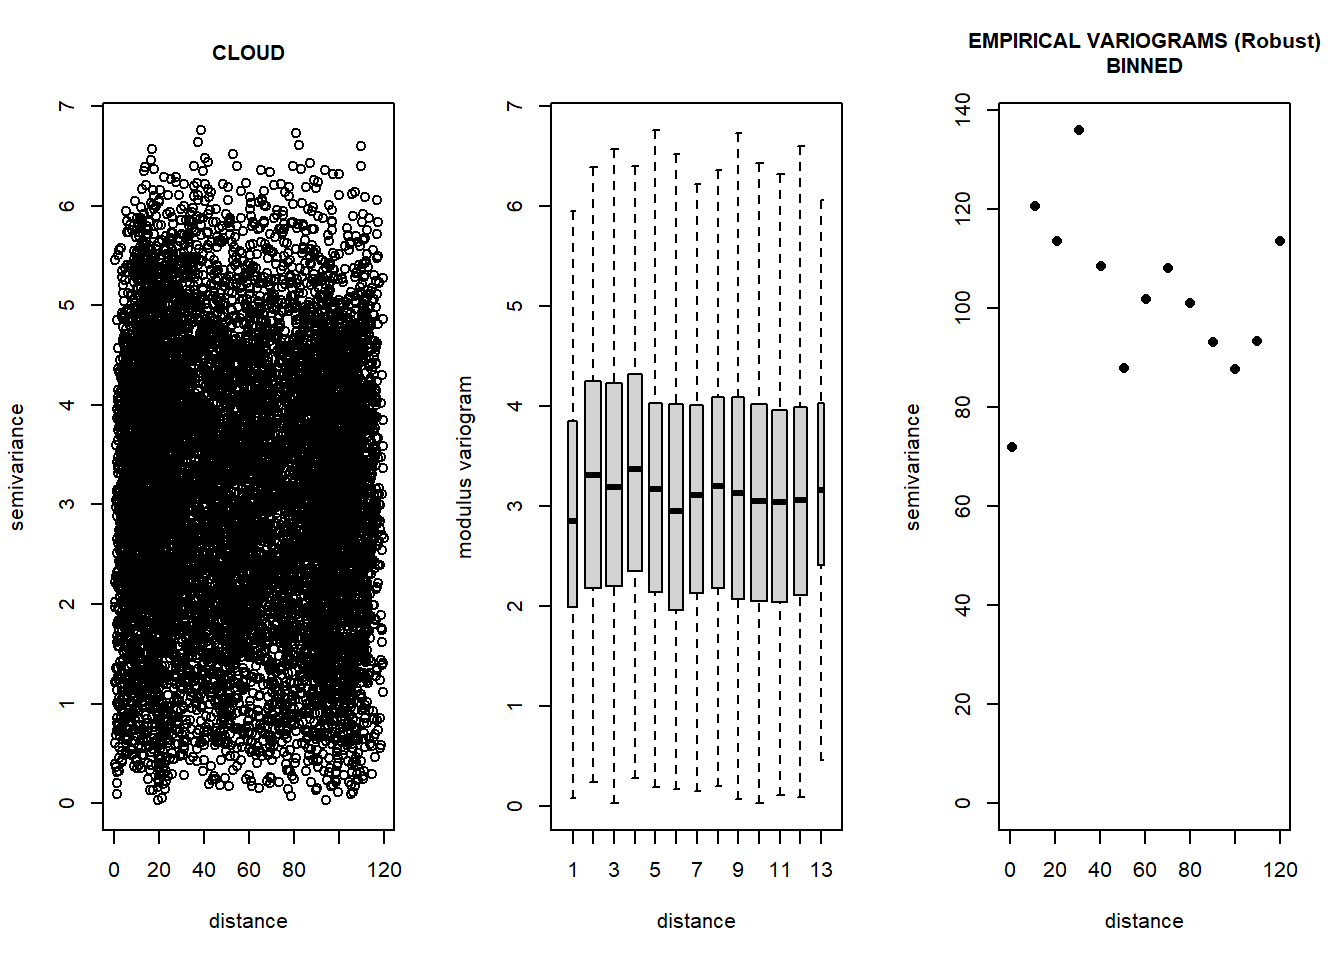 CLOUD
semivariance
7
6
5
4
3
2
1
0
0 20 40 60 80 120
distance
modulus variogram
7
6
5
4
3
2
1
0
1 3 5 7 9 11 13
distance
EMPIRICAL VARIOGRAMS (Robust)
BINNED
semivariance
140
120
100
80
60
40
20
0
0 20 40 60 80 120
distance